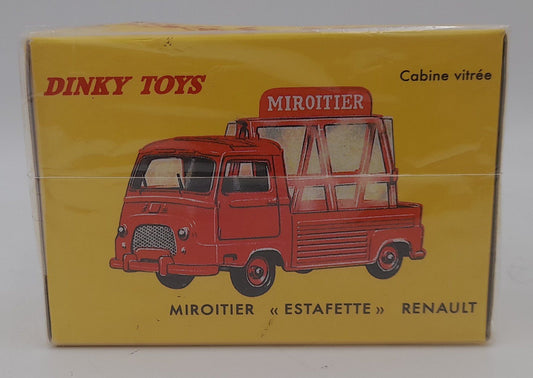 DINKY TOYS
Cabine vitrée
MIROITIER
MIROITIER « ESTAFETTE » RENAULT